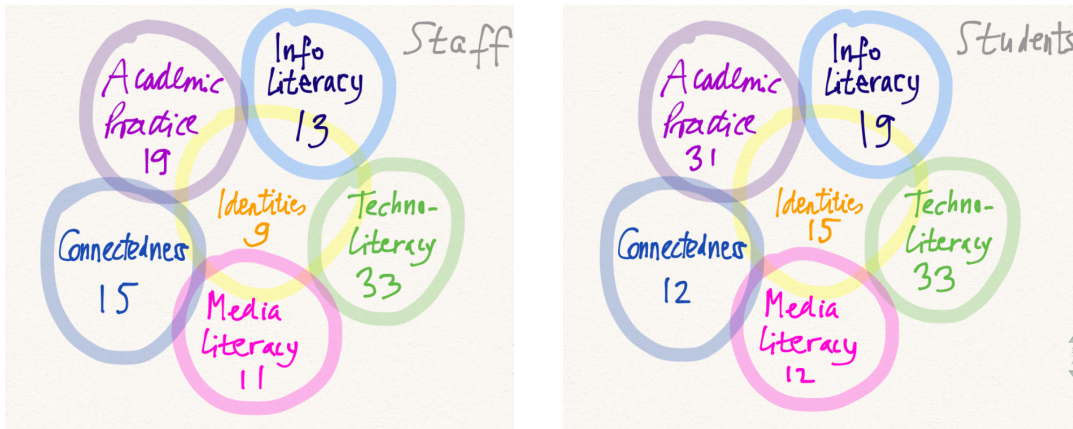 Staff
Info
Literacy
13
Academic
Practice
19
Identities
9
Techno-
Literacy
33
Connectedness
15
Media
Literacy
11
Students
Info
Literacy
19
Academic
Practice
31
Identities
15
Techno-
Literacy
33
Connectedness
12
Media
Literacy
12